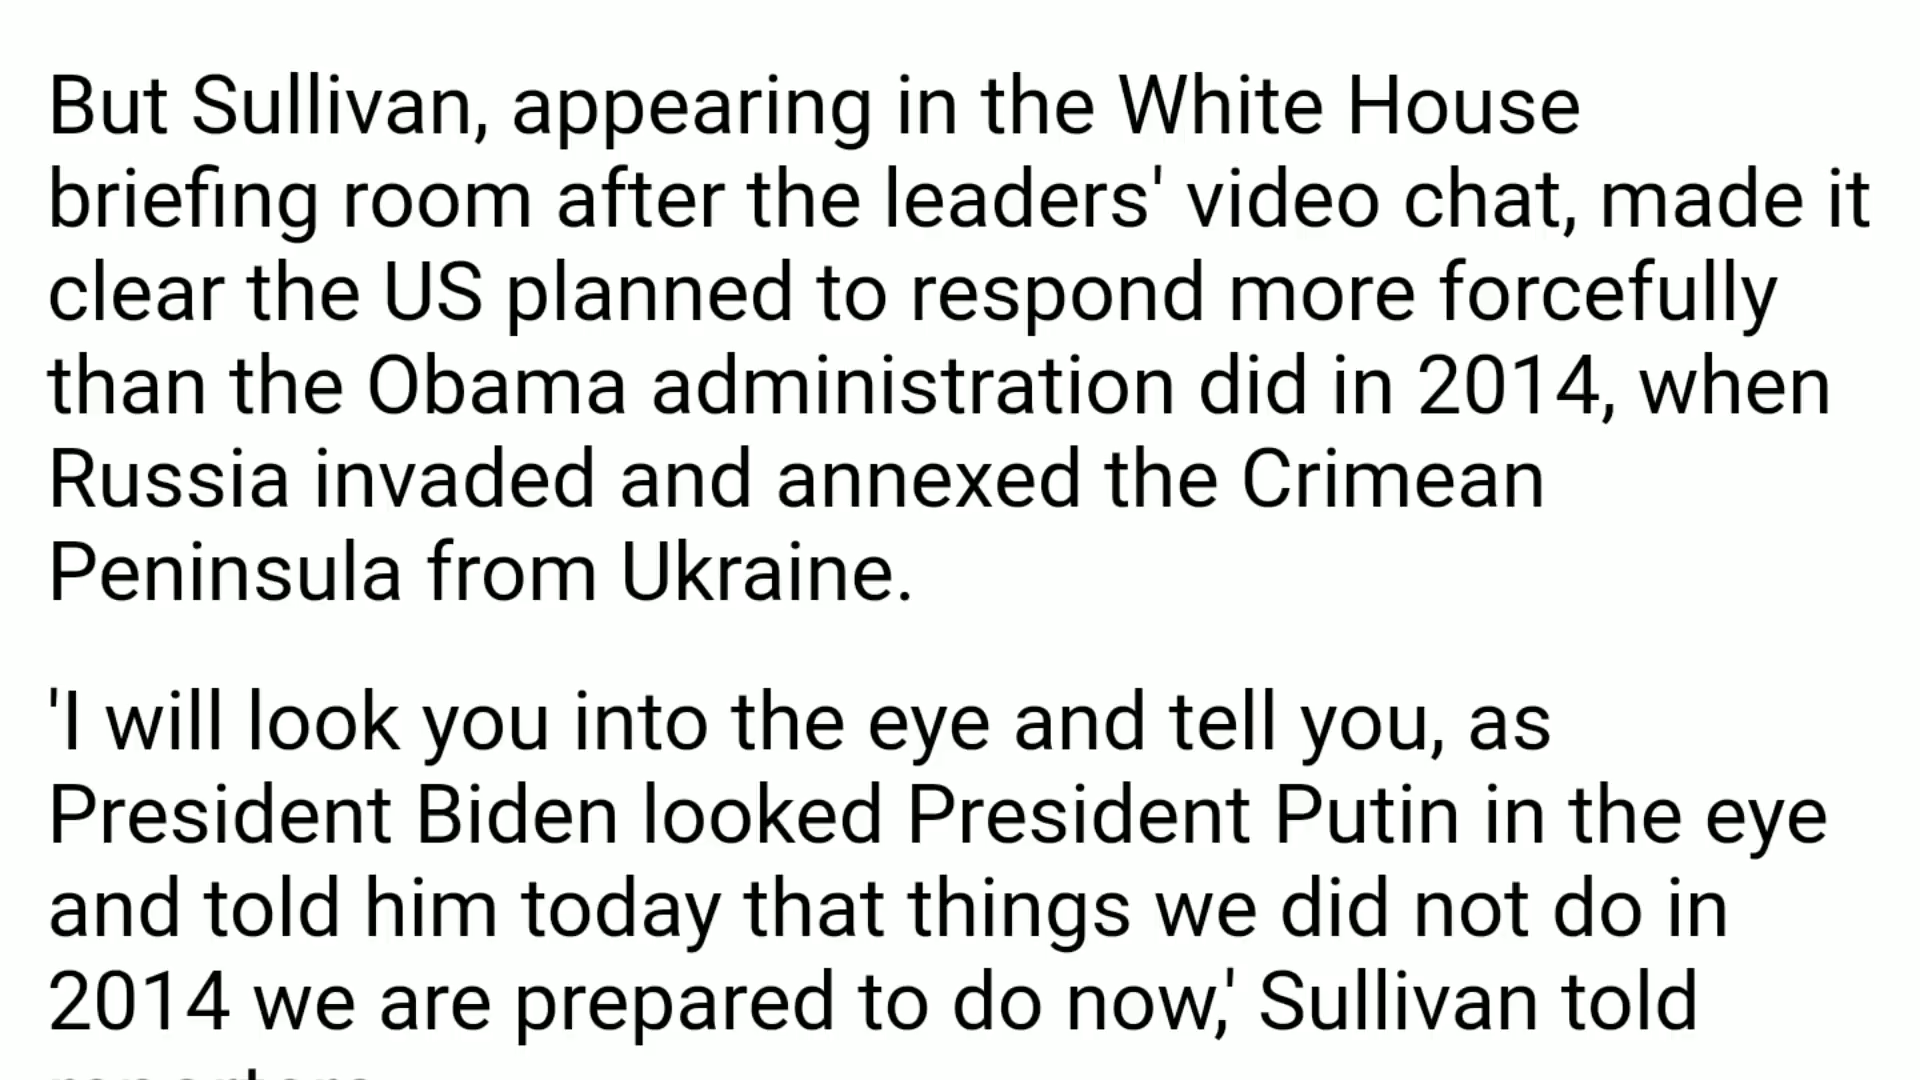 But Sullivan, appearing in the White House
briefing room after the leaders' video chat, made it
clear the US planned to respond more forcefully
than the Obama administration did in 2014, when
Russia invaded and annexed the Crimean
Peninsula from Ukraine.
'I will look you into the eye and tell you, as
President Biden looked President Putin in the eye
and told him today that things we did not do in
2014 we are prepared to do now,' Sullivan told